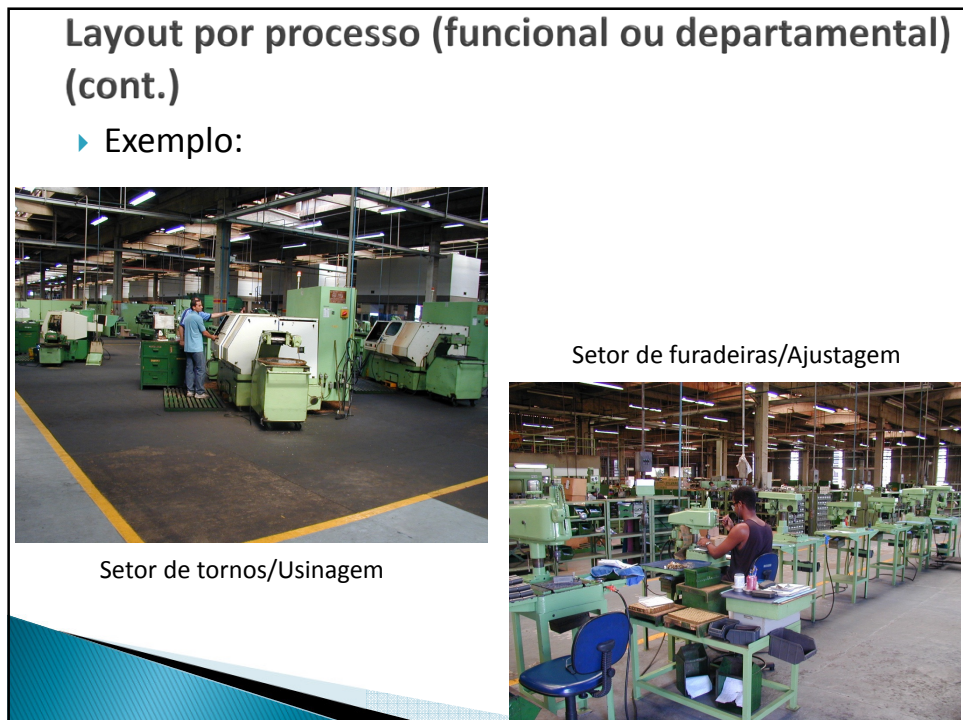 Layout por processo (funcional ou departamental)
(cont.)
Exemplo:
Setor de furadeiras/Ajustagem
Setor de tornos/Usinagem